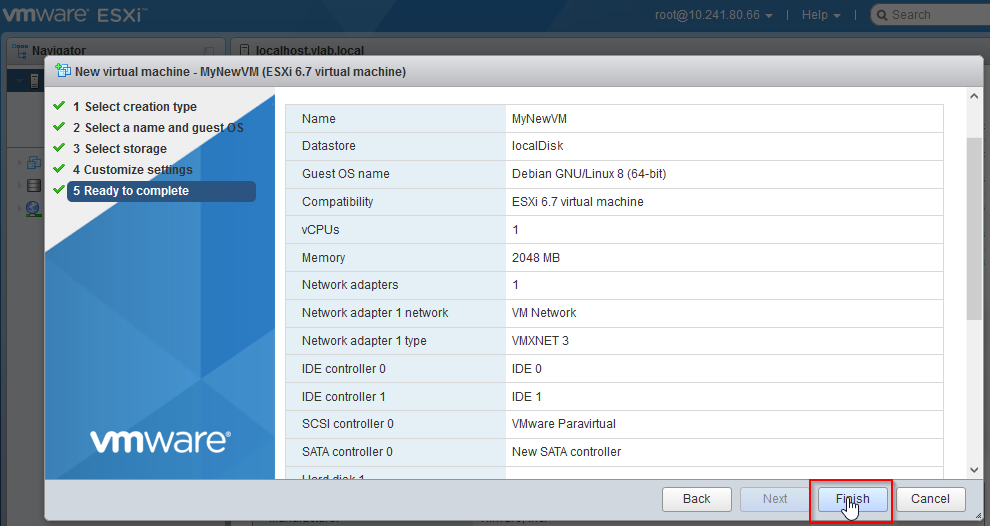 vmware ESXi™
root@10.241.80.66 | Help | Search
Navigator
localhost.vlab.local
New virtual machine - MyNewVM (ESXi 6.7 virtual machine)
1 Select creation type
2 Select a name and guest OS
3 Select storage
4 Customize settings
5 Ready to complete
Name MyNewVM
Datastore localDisk
Guest OS name Debian GNU/Linux 8 (64-bit)
Compatibility ESXi 6.7 virtual machine
vCPUs 1
Memory 2048 MB
Network adapters 1
Network adapter 1 network VM Network
Network adapter 1 type VMXNET 3
IDE controller 0 IDE 0
IDE controller 1 IDE 1
SCSI controller 0 VMware Paravirtual
SATA controller 0 New SATA controller
Hard disk 1
vmware®
Back Next Finish Cancel